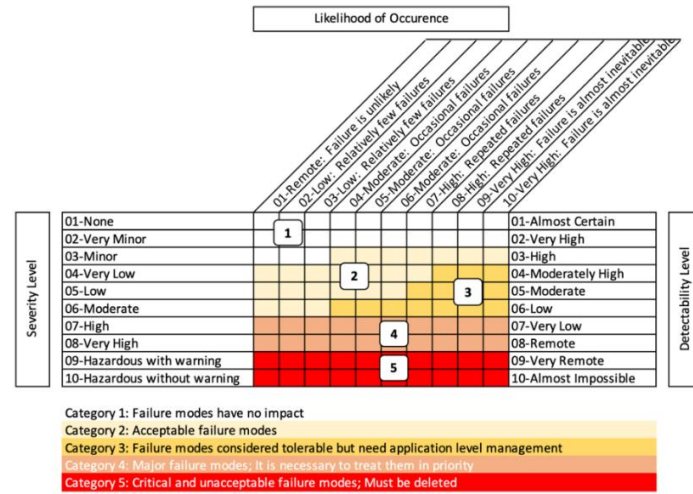 Likelihood of Occurence
01-Remote: Failure is unlikely
02-Low: Relatively few failures
03-Low: Relatively few failures
04-Moderate: Occasional failures
05-Moderate: Occasional failures
06-Moderate: Occasional failures
07-High: Repeated failures
08-High: Repeated failures
09-Very High: Failure is almost inevitable
10-Very High: Failure is almost inevitable
Severity Level
01-None
02-Very Minor
03-Minor
04-Very Low
05-Low
06-Moderate
07-High
08-Very High
09-Hazardous with warning
10-Hazardous without warning
1
2
3
4
5
01-Almost Certain
02-Very High
03-High
04-Moderately High
05-Moderate
06-Low
07-Very Low
08-Remote
09-Very Remote
10-Almost Impossible
Detectability Level
Category 1: Failure modes have no impact
Category 2: Acceptable failure modes
Category 3: Failure modes considered tolerable but need application level management
Category 4: Major failure modes; It is necessary to treat them in priority
Category 5: Critical and unacceptable failure modes; Must be deleted